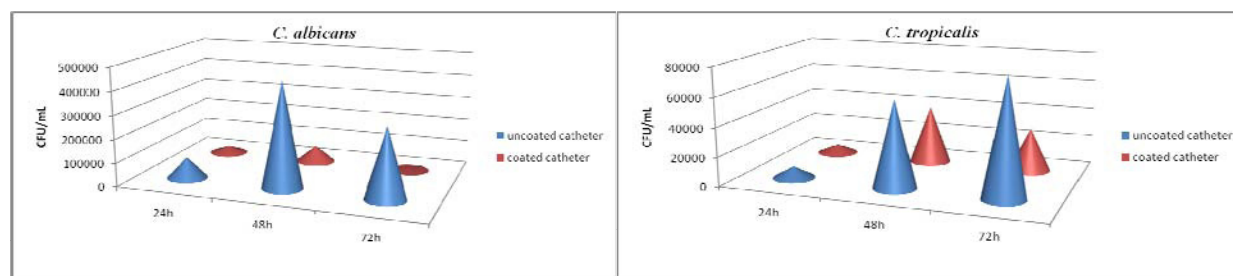 C. albicans
500000
400000
300000
200000
100000
0
CFU/mL
24h
48h
72h
uncoated catheter
coated catheter
C. tropicalis
80000
60000
40000
20000
0
CFU/mL
24h
48h
72h
uncoated catheter
coated catheter